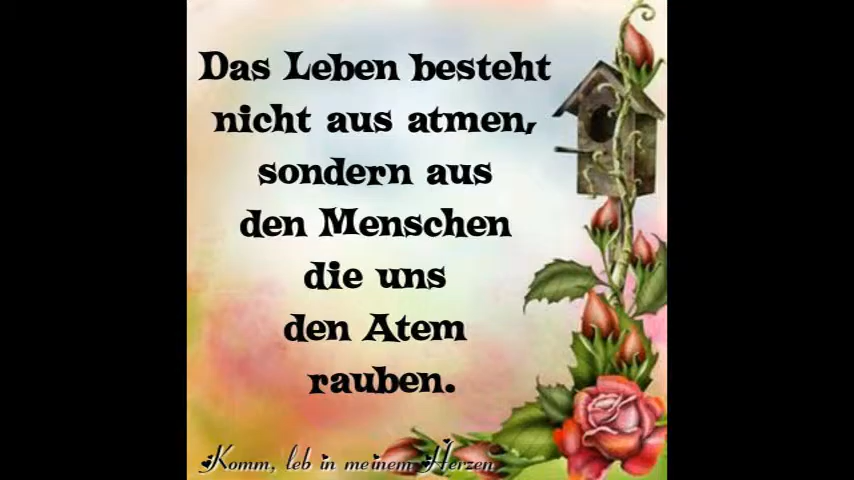 Das Leben besteht
nicht aus atmen,
sondern aus
den Menschen
die uns
den Atem
rauben.
Komm, leb in meinem Herzen